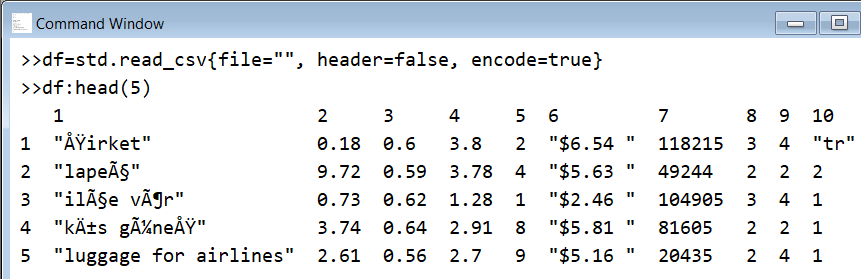 Command Window
>>df=std.read_csv{file="", header=false, encode=true}
>>df:head(5)
1 2 3 4 5 6 7 8 9 10
1 "ÅŸirket" 0.18 0.6 3.8 2 "$6.54 " 118215 3 4 "tr"
2 "lapeÃ§" 9.72 0.59 3.78 4 "$5.63 " 49244 2 2 2
3 "ilÃ§e vÃ¶r" 0.73 0.62 1.28 1 "$2.46 " 104905 3 4 1
4 "kÄ±s gÃ¼neÅŸ" 3.74 0.64 2.91 8 "$5.81 " 81605 2 2 1
5 "luggage for airlines" 2.61 0.56 2.7 9 "$5.16 " 20435 2 4 1